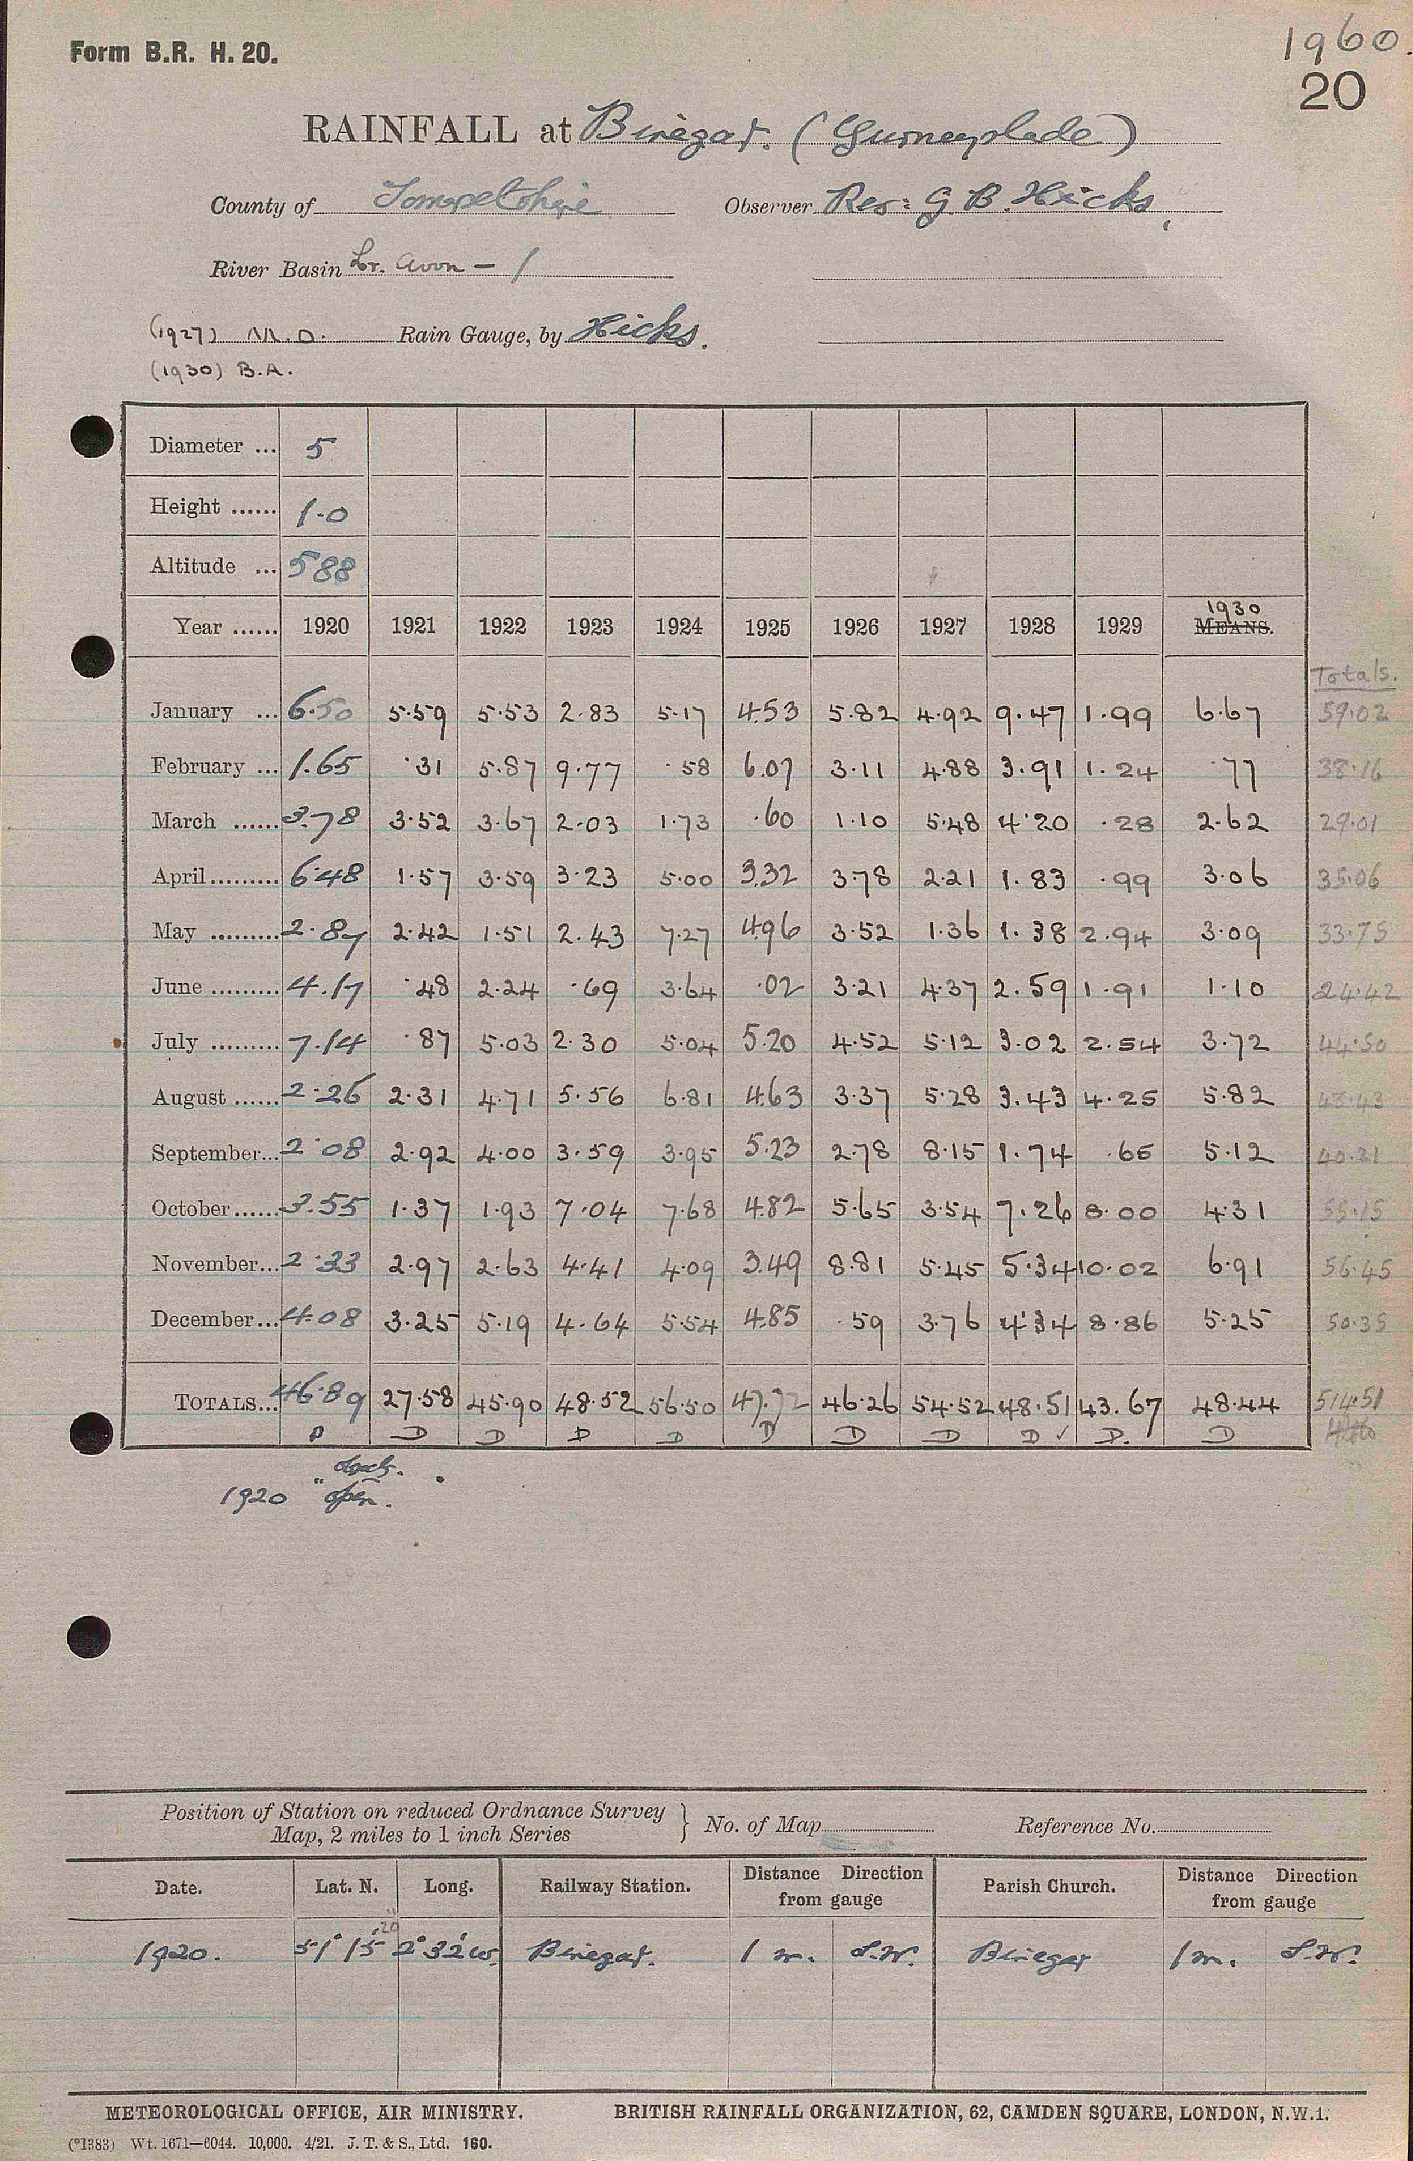 Form B.R. H. 20.
1960.
20
RAINFALL at Binegar. (Gurneyslade)
County of Somersetshire Observer Rev: G. B. Hicks,
River Basin Br. Avon - 1
(1927) M.O. Rain Gauge, by Hicks.
(1930) B.A.
Diameter ... 5
Height ...... 1.0
Altitude ... 588
Year ...... 1920 1921 1922 1923 1924 1925 1926 1927 1928 1929 1930 MEANS.
Totals.
January ... 6.50 5.59 5.53 2.83 5.17 4.53 5.82 4.92 9.47 1.99 6.67 59.02
February ... 1.65 .31 5.87 9.77 .58 6.07 3.11 4.88 3.91 1.24 .77 38.16
March ...... 3.78 3.52 3.67 2.03 1.73 .60 1.10 5.48 4.20 .28 2.62 29.01
April......... 6.48 1.57 3.59 3.23 5.00 3.32 3.78 2.21 1.83 .99 3.06 35.06
May ......... 2.87 2.42 1.51 2.43 7.27 4.96 3.52 1.36 1.38 2.94 3.09 33.75
June ......... 4.17 .48 2.24 .69 3.64 .02 3.21 4.37 2.59 1.91 1.10 24.42
July ......... 7.14 .87 5.03 2.30 5.04 5.20 4.52 5.12 3.02 2.54 3.72 44.50
August ...... 2.26 2.31 4.71 5.56 6.81 4.63 3.37 5.28 3.43 4.25 5.82 48.43
September... 2.08 2.92 4.00 3.59 3.95 5.23 2.78 8.15 1.74 .65 5.12 40.21
October...... 3.55 1.37 1.93 7.04 7.68 4.82 5.65 3.54 7.26 8.00 4.31 55.15
November... 2.33 2.97 2.63 4.41 4.09 3.49 8.81 5.45 5.34 10.02 6.91 56.45
December... 4.08 3.25 5.19 4.64 5.54 4.85 .59 3.76 4.34 8.86 5.25 50.35
TOTALS... 46.89 27.58 45.90 48.52 56.50 47.72 46.26 54.52 48.51 43.67 48.44 514.51
D D D D D D D D D ✓ D. D
1920 "open.
Position of Station on reduced Ordnance Survey
Map, 2 miles to 1 inch Series } No. of Map Reference No.
Date. Lat. N. Long. Railway Station. Distance Direction from gauge Parish Church. Distance Direction from gauge
1920. 51° 15' 20" 2° 32' W. Binegar. 1 m. S.W. Binegar 1 m. S.W.
METEOROLOGICAL OFFICE, AIR MINISTRY. BRITISH RAINFALL ORGANIZATION, 62, CAMDEN SQUARE, LONDON, N.W.1.
(*1383) Wt. 1671—6044. 10,000. 4/21. J. T. & S., Ltd. 160.